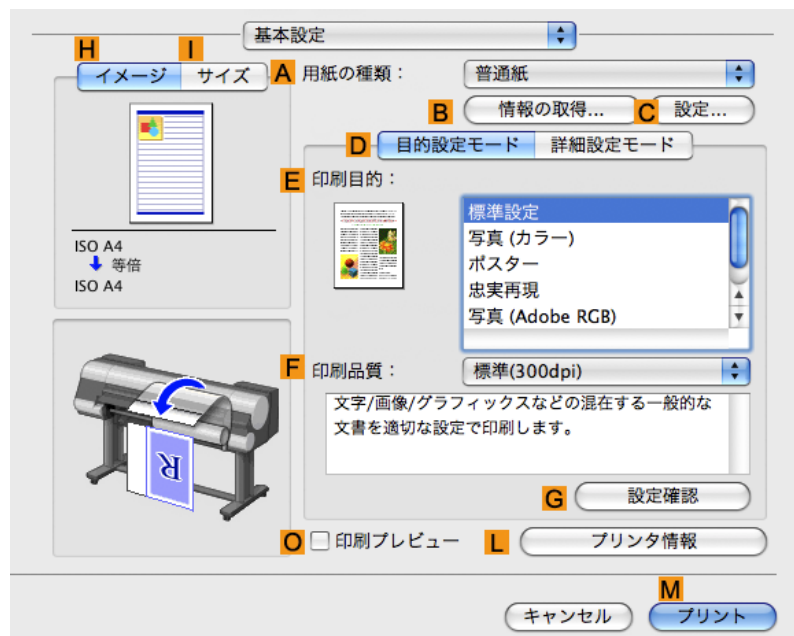 基本設定
H I
イメージ サイズ
A 用紙の種類： 普通紙
B 情報の取得... C 設定...
D 目的設定モード 詳細設定モード
E 印刷目的：
標準設定
写真 (カラー)
ポスター
忠実再現
写真 (Adobe RGB)
ISO A4
等倍
ISO A4
F 印刷品質： 標準(300dpi)
文字/画像/グラフィックスなどの混在する一般的な
文書を適切な設定で印刷します。
R
G 設定確認
O 印刷プレビュー L プリンタ情報
M
キャンセル プリント